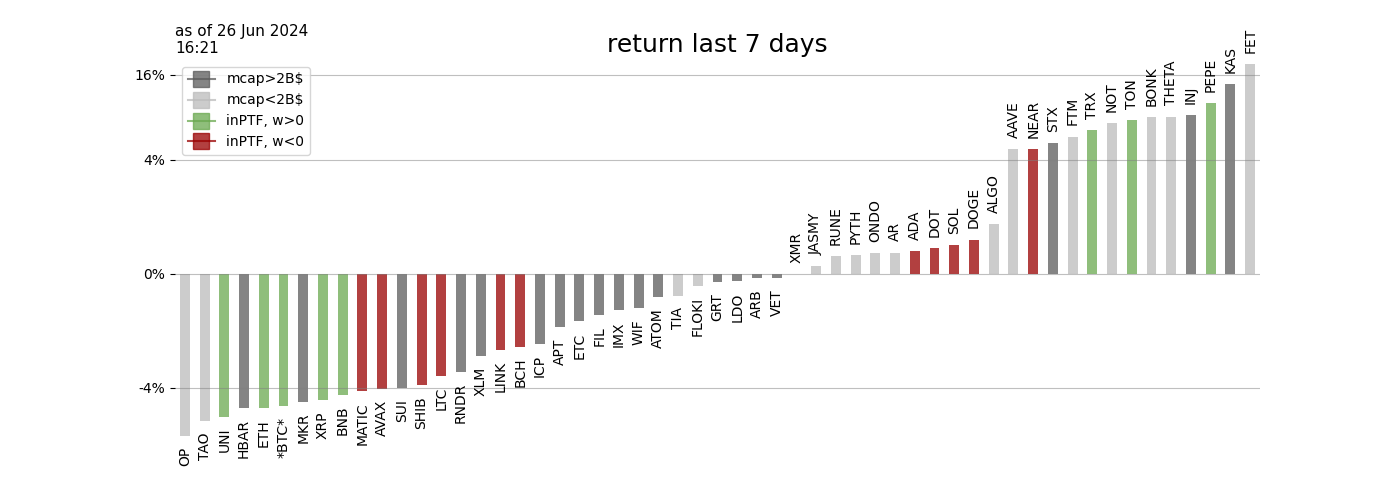 as of 26 Jun 2024
16:21
return last 7 days
mcap>2B$
mcap<2B$
inPTF, w>0
inPTF, w<0
16%
4%
0%
-4%
OP
TAO
UNI
HBAR
ETH
*BTC*
MKR
XRP
BNB
MATIC
AVAX
SUI
SHIB
LTC
RNDR
XLM
LINK
BCH
ICP
APT
ETC
FIL
IMX
WIF
ATOM
TIA
FLOKI
GRT
LDO
ARB
VET
XMR
JASMY
RUNE
PYTH
ONDO
AR
ADA
DOT
SOL
DOGE
ALGO
AAVE
NEAR
STX
FTM
TRX
NOT
TON
BONK
THETA
INJ
PEPE
KAS
FET